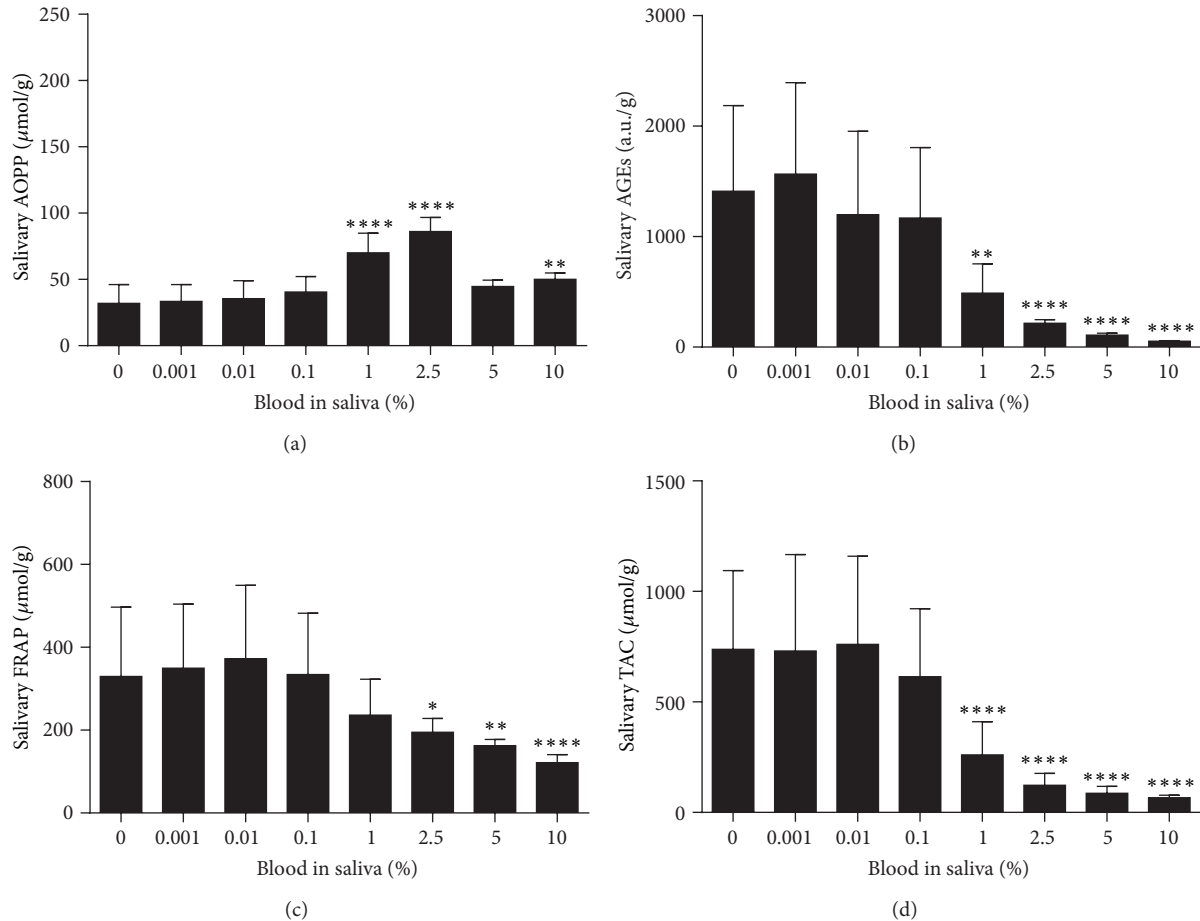 250
200
150
100
50
0
Salivary AOPP (μmol/g)
****
****
**
0 0.001 0.01 0.1 1 2.5 5 10
Blood in saliva (%)
(a)
3000
2000
1000
0
Salivary AGEs (a.u./g)
**
****
****
****
0 0.001 0.01 0.1 1 2.5 5 10
Blood in saliva (%)
(b)
800
600
400
200
0
Salivary FRAP (μmol/g)
*
**
****
0 0.001 0.01 0.1 1 2.5 5 10
Blood in saliva (%)
(c)
1500
1000
500
0
Salivary TAC (μmol/g)
****
****
****
****
0 0.001 0.01 0.1 1 2.5 5 10
Blood in saliva (%)
(d)